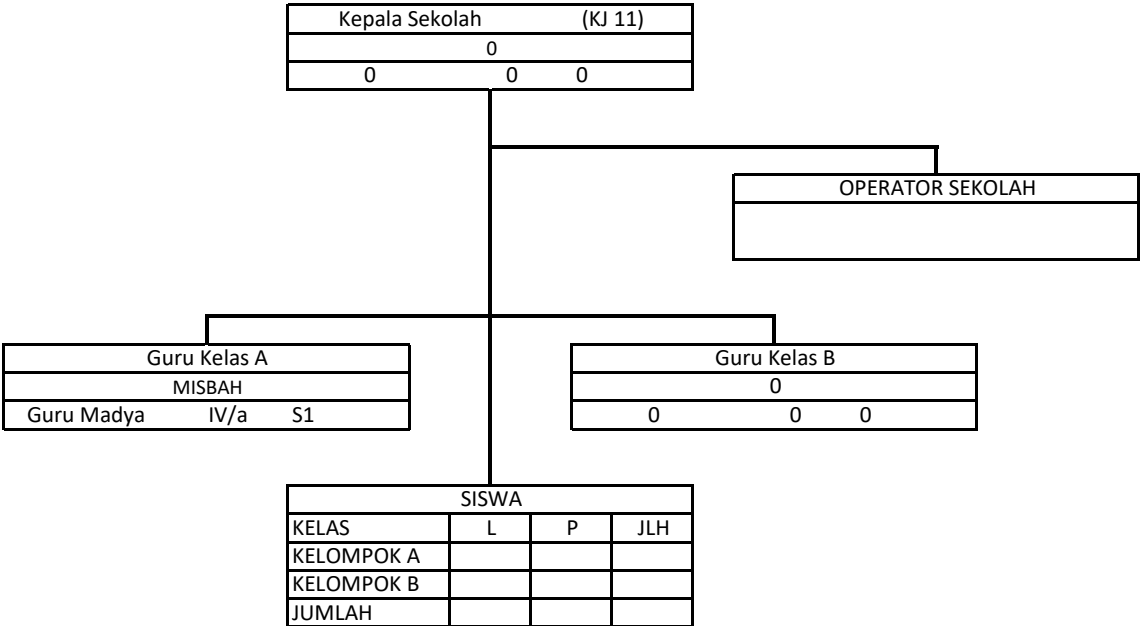 Kepala Sekolah (KJ 11)
0
0 0 0
OPERATOR SEKOLAH
Guru Kelas A
MISBAH
Guru Madya IV/a S1
Guru Kelas B
0
0 0 0
SISWA
KELAS L P JLH
KELOMPOK A
KELOMPOK B
JUMLAH